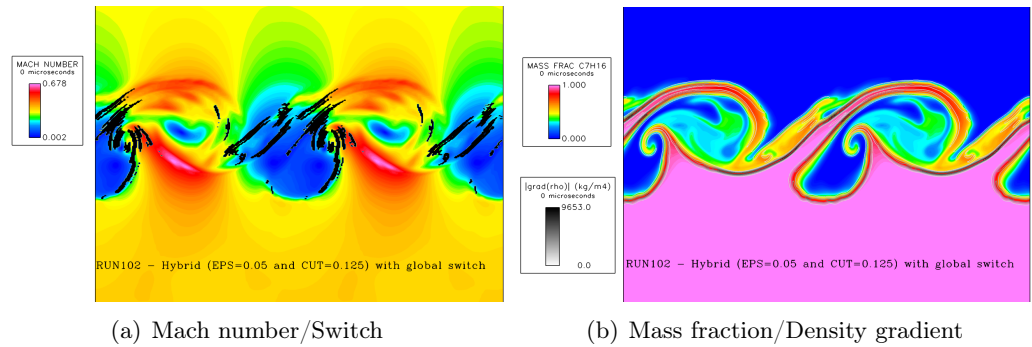 MACH NUMBER
0 microseconds
0.678
0.002
RUN102 − Hybrid (EPS=0.05 and CUT=0.125) with global switch
(a) Mach number/Switch
MASS FRAC C7H16
0 microseconds
1.000
0.000
|grad(rho)| (kg/m4)
0 microseconds
9653.0
0.0
RUN102 − Hybrid (EPS=0.05 and CUT=0.125) with global switch
(b) Mass fraction/Density gradient